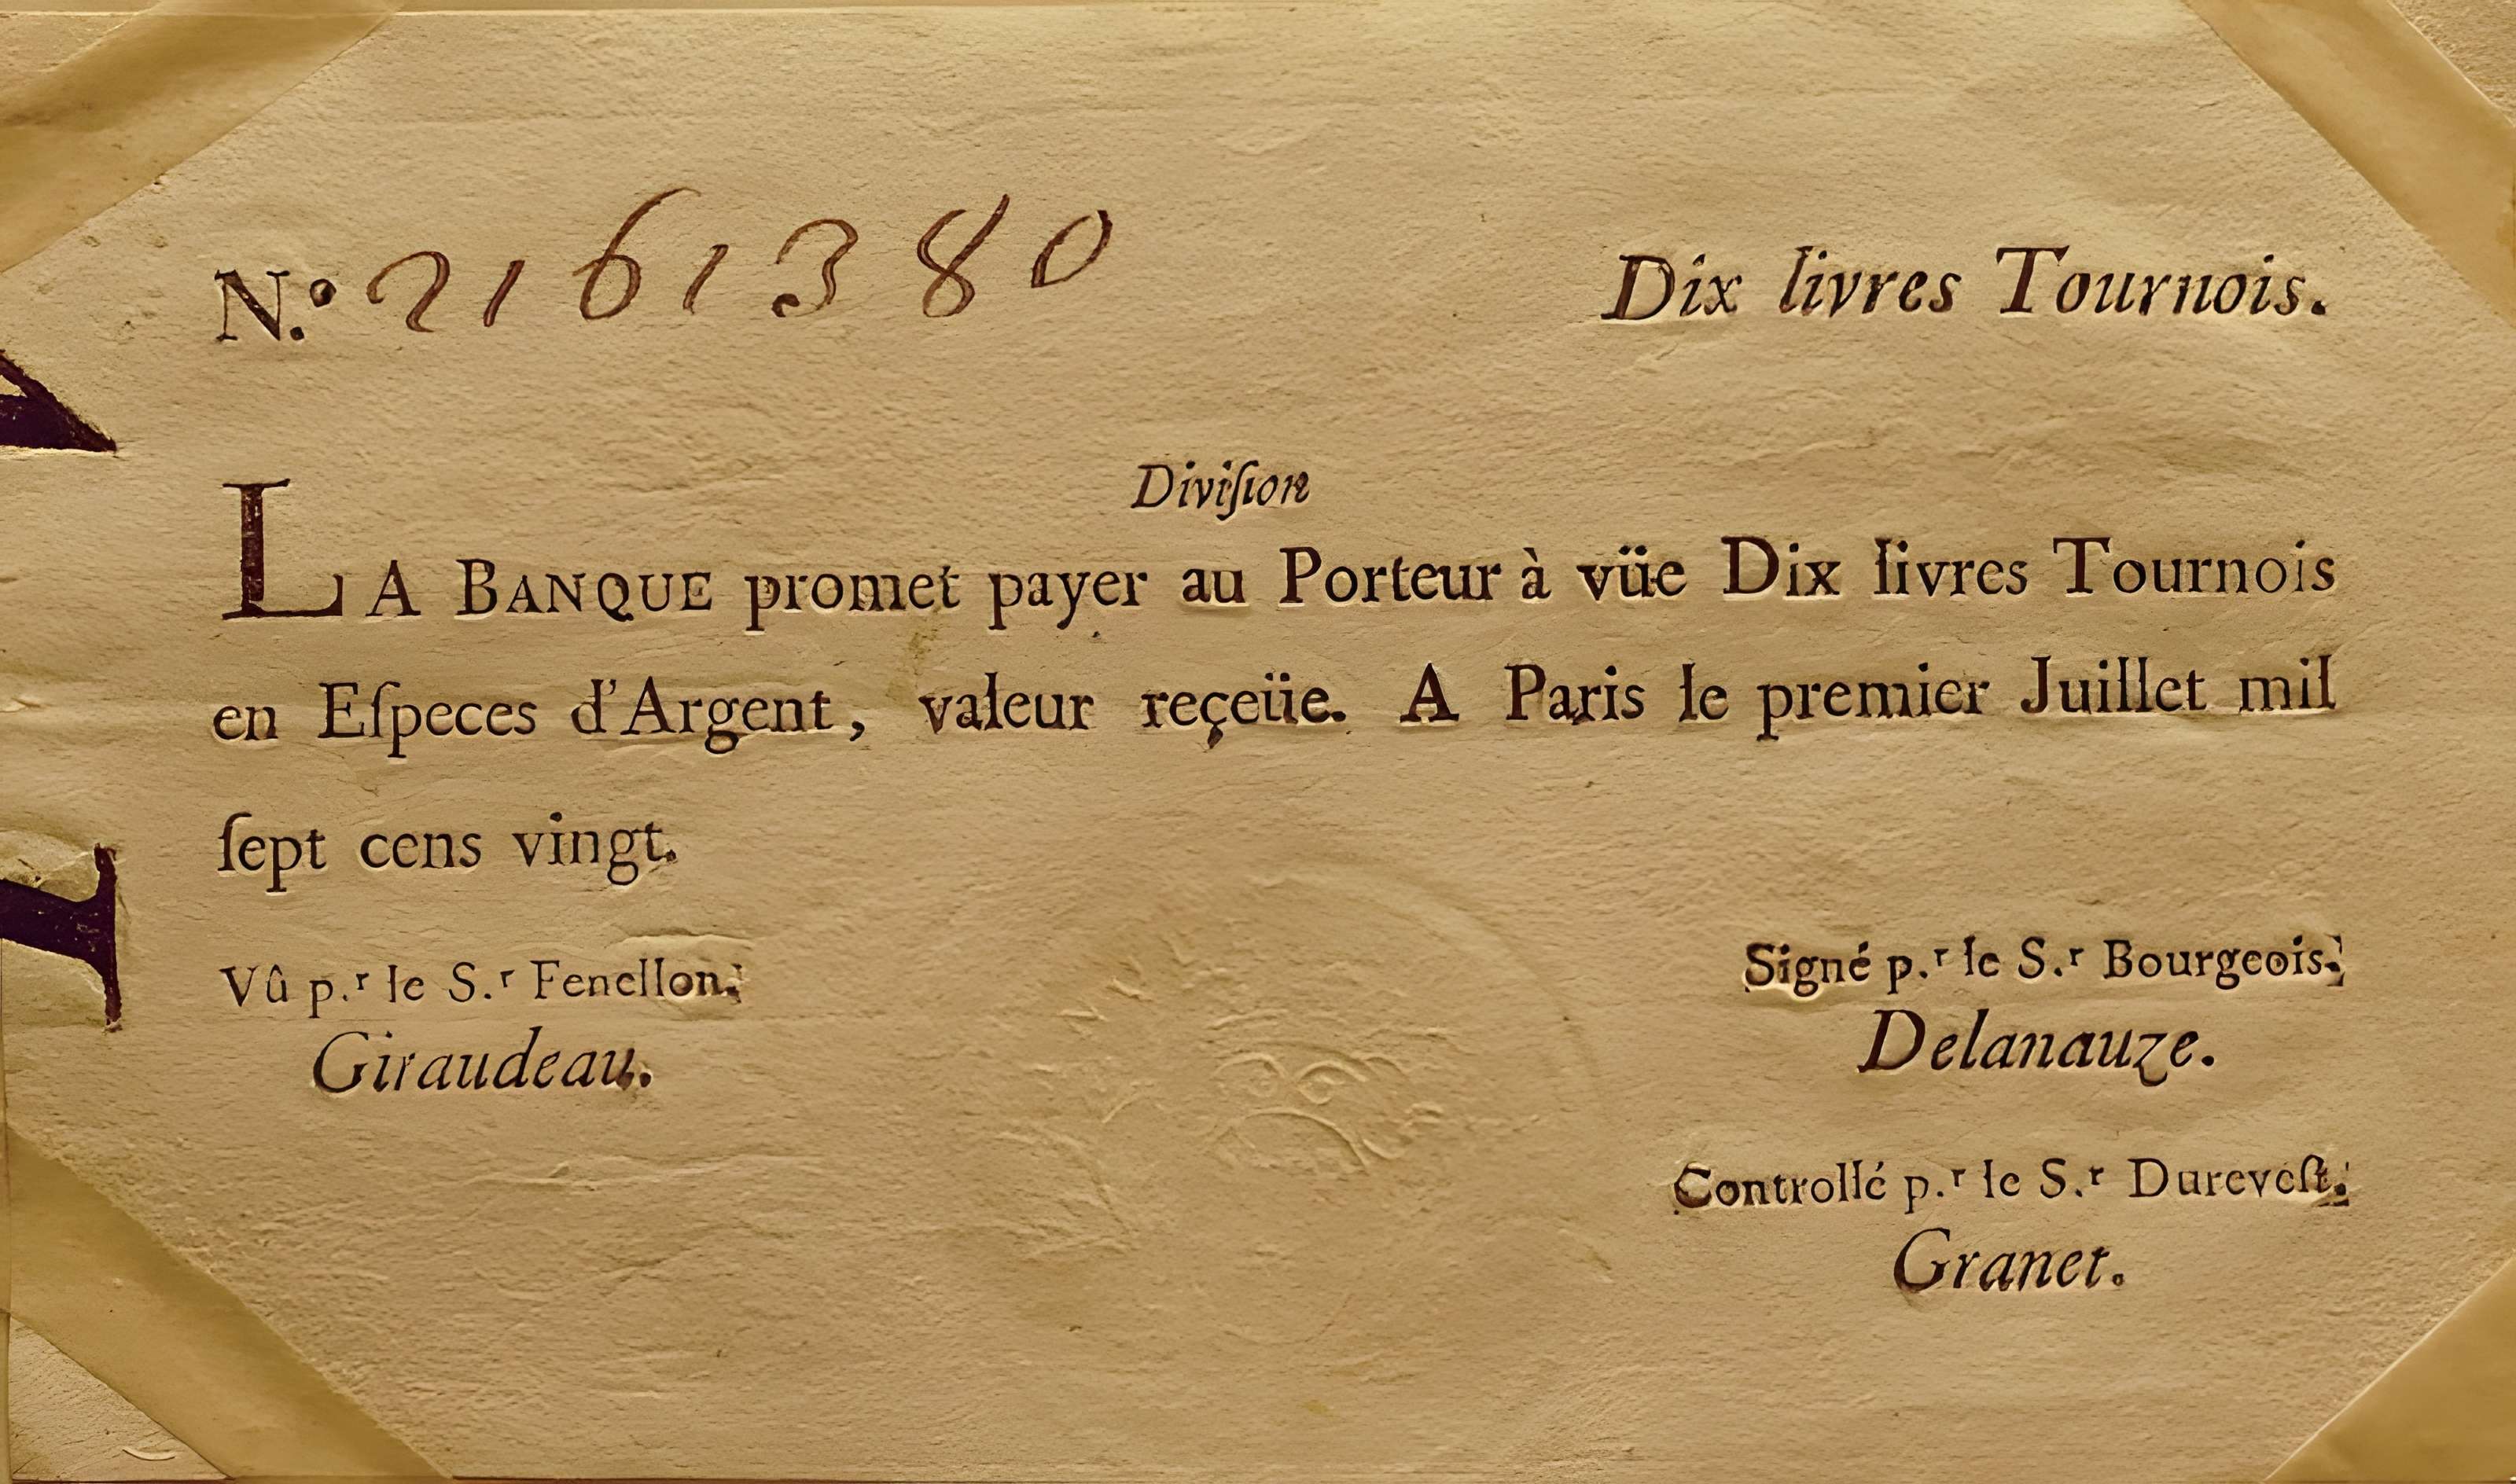 N.º 2161380 Dix livres Tournois.
Diviſion
LA BANQUE promet payer au Porteur à vüe Dix livres Tournois
en Eſpeces d'Argent, valeur reçeüe. A Paris le premier Juillet mil
ſept cens vingt.
Vû p.ʳ le S.ʳ Fenellon.
Giraudeau.
Signé p.ʳ le S.ʳ Bourgeois.
Delanauze.
Controllé p.ʳ le S.ʳ Dureveſt.
Granet.